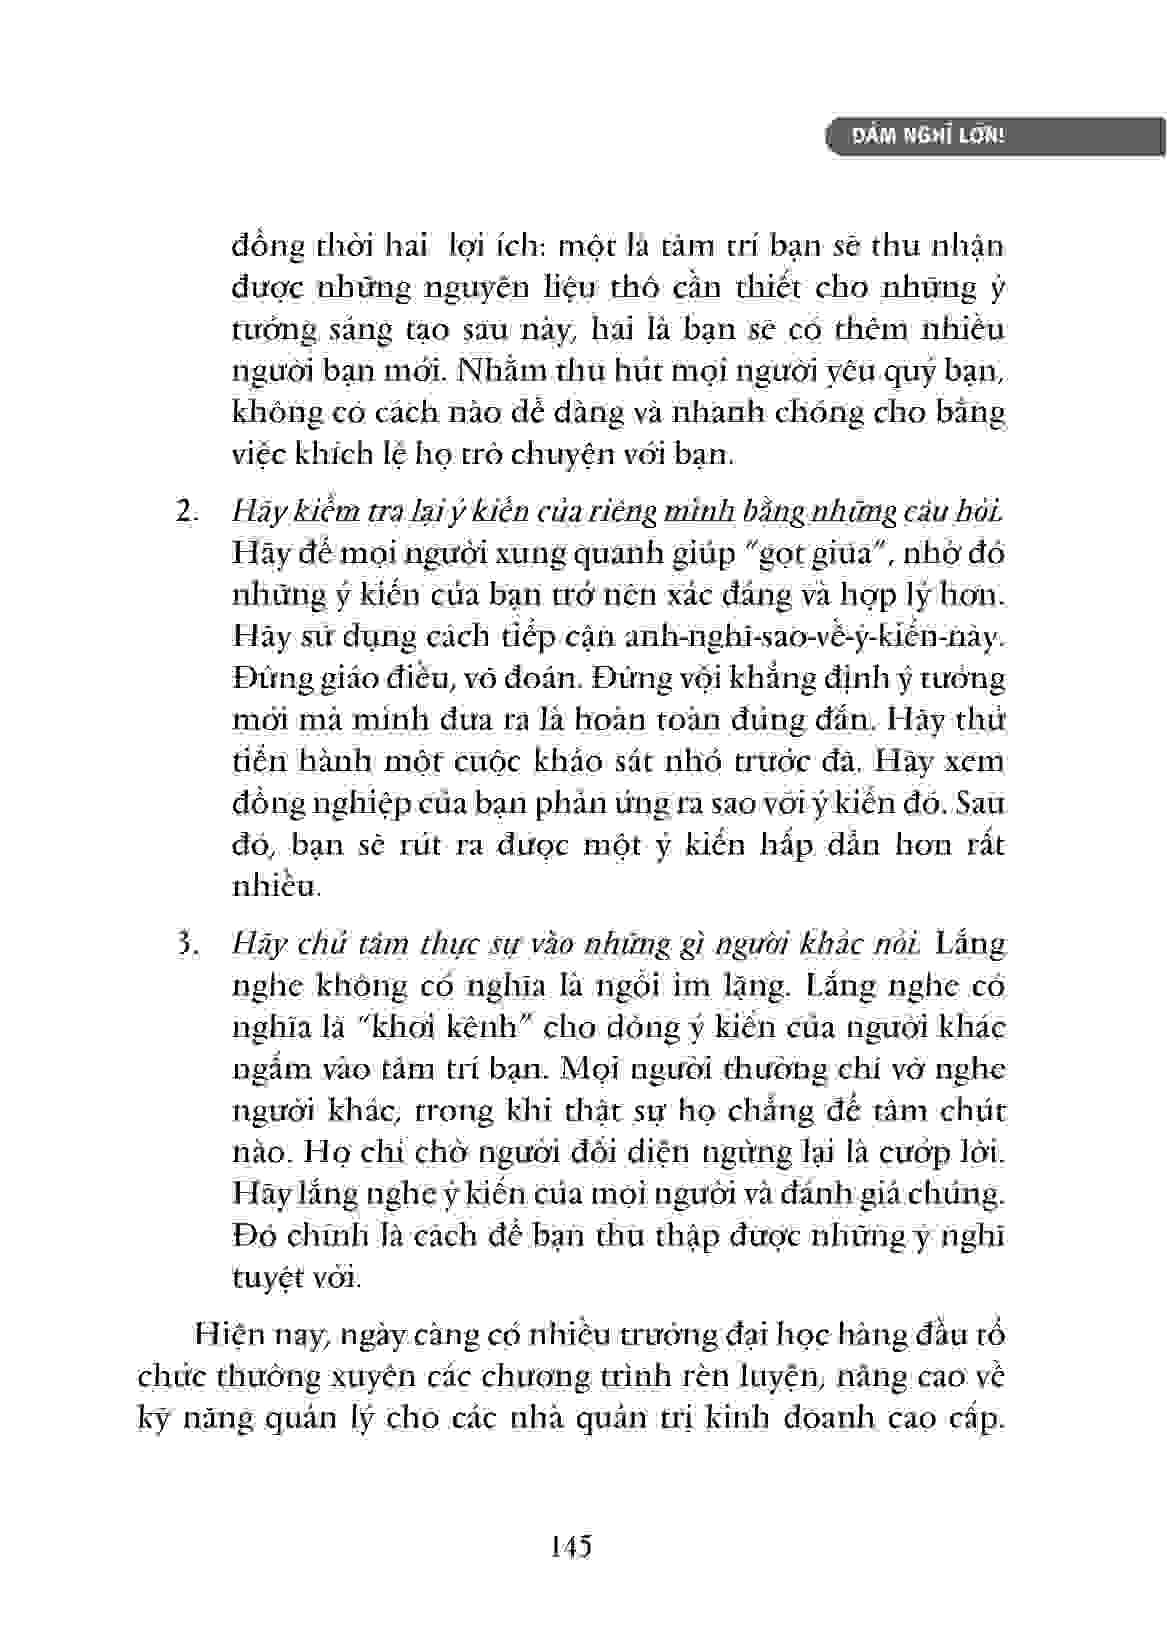 DÁM NGHĨ LỚN!
đồng thời hai lợi ích: một là tâm trí bạn sẽ thu nhận
được những nguyên liệu thô cần thiết cho những ý
tưởng sáng tạo sau này, hai là bạn sẽ có thêm nhiều
người bạn mới. Nhằm thu hút mọi người yêu quý bạn,
không có cách nào dễ dàng và nhanh chóng cho bằng
việc khích lệ họ trò chuyện với bạn.
2. Hãy kiểm tra lại ý kiến của riêng mình bằng những câu hỏi.
Hãy để mọi người xung quanh giúp "gọt giũa", nhờ đó
những ý kiến của bạn trở nên xác đáng và hợp lý hơn.
Hãy sử dụng cách tiếp cận anh-nghĩ-sao-về-ý-kiến-này.
Đừng giáo điều, võ đoán. Đừng vội khẳng định ý tưởng
mới mà mình đưa ra là hoàn toàn đúng đắn. Hãy thử
tiến hành một cuộc khảo sát nhỏ trước đã. Hãy xem
đồng nghiệp của bạn phản ứng ra sao với ý kiến đó. Sau
đó, bạn sẽ rút ra được một ý kiến hấp dẫn hơn rất
nhiều.
3. Hãy chú tâm thực sự vào những gì người khác nói. Lắng
nghe không có nghĩa là ngồi im lặng. Lắng nghe có
nghĩa là "khơi kênh" cho dòng ý kiến của người khác
ngấm vào tâm trí bạn. Mọi người thường chỉ vờ nghe
người khác, trong khi thật sự họ chẳng để tâm chút
nào. Họ chỉ chờ người đối diện ngừng lại là cướp lời.
Hãy lắng nghe ý kiến của mọi người và đánh giá chúng.
Đó chính là cách để bạn thu thập được những ý nghĩ
tuyệt vời.
Hiện nay, ngày càng có nhiều trường đại học hàng đầu tổ
chức thường xuyên các chương trình rèn luyện, nâng cao về
kỹ năng quản lý cho các nhà quản trị kinh doanh cao cấp.
145